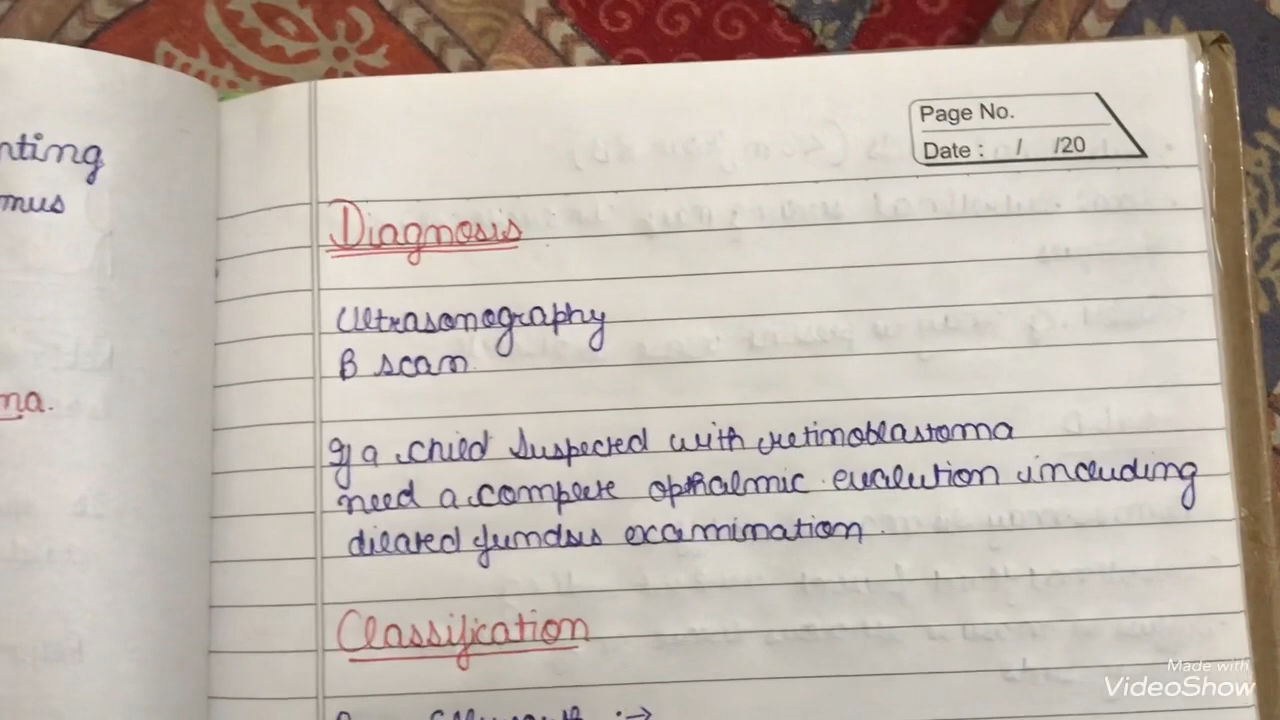 nting
mus
na.
Page No.
Date : / /20
Diagnosis
Ultrasonography
B scan
If a child suspected with retinoblastoma
need a complete opthalmic evalution including
dilated fundus examination.
Classification
Made with
VideoShow